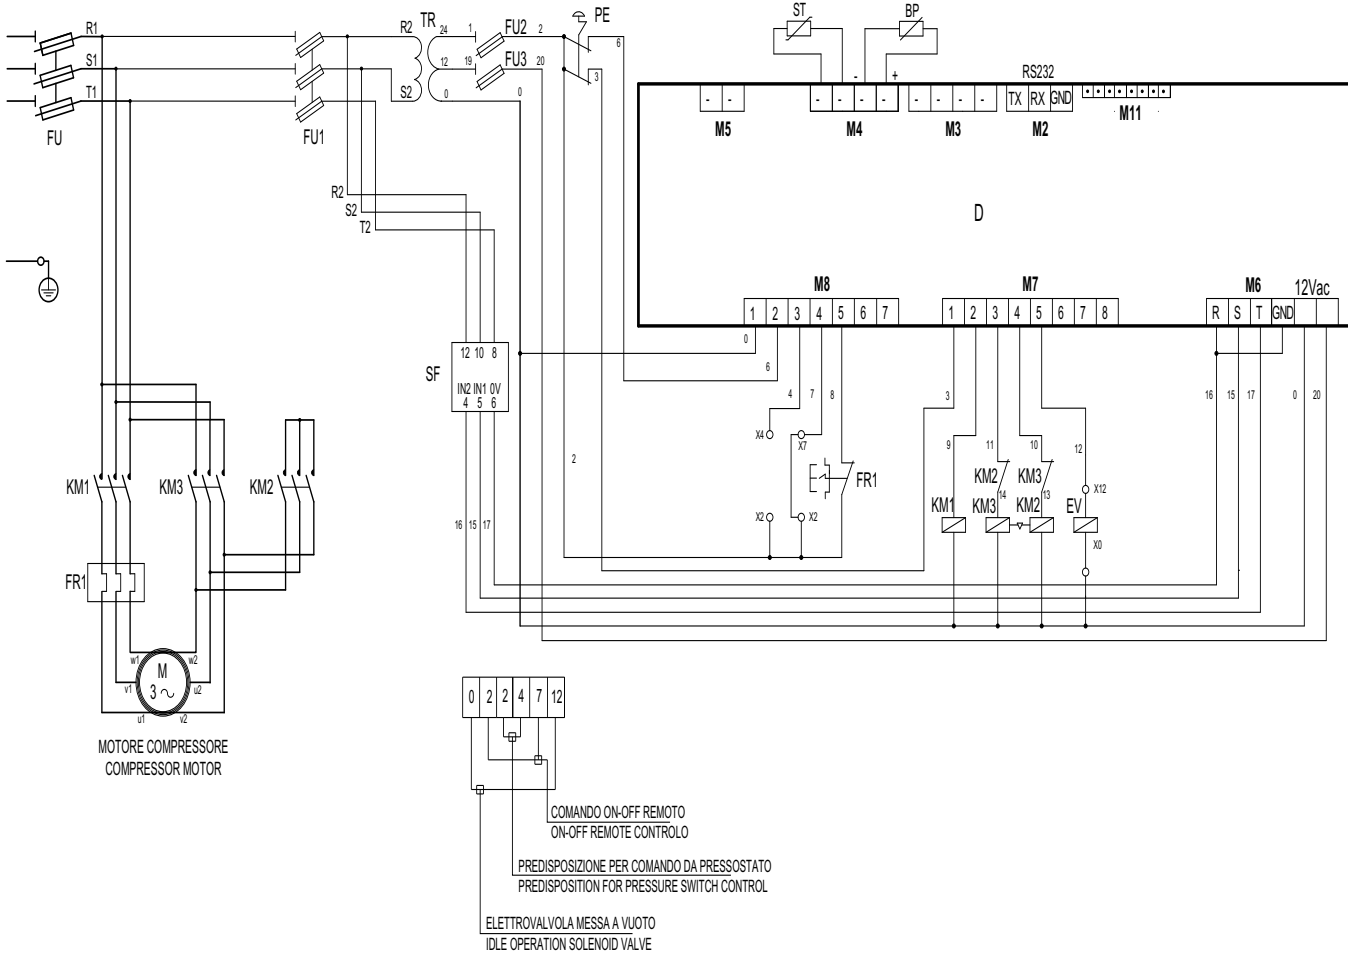 R1
S1
T1
FU
FU1
R2
S2
TR
24
12
0
1
19
FU2
FU3
2
20
0
PE
6
3
ST
BP
- +
RS232
- -
- - - -
- - - -
TX RX GND
M5
M4
M3
M2
M11
R2
S2
T2
D
M8
M7
M6
12Vac
1 2 3 4 5 6 7
1 2 3 4 5 6 7 8
R S T GND
0
6
4
7
8
3
9
11
10
12
16
15
17
0
20
SF
12 10 8
IN2 IN1 0V
4 5 6
X4
X7
X2
X2
FR1
2
KM2
KM3
14
13
X12
KM1
KM3
KM2
EV
X0
16
15
17
KM1
KM3
KM2
FR1
w1
w2
v1
u2
u1
v2
M
3 ~
MOTORE COMPRESSORE
COMPRESSOR MOTOR
0 2 2 4 7 12
COMANDO ON-OFF REMOTO
ON-OFF REMOTE CONTROLO
PREDISPOSIZIONE PER COMANDO DA PRESSOSTATO
PREDISPOSITION FOR PRESSURE SWITCH CONTROL
ELETTROVALVOLA MESSA A VUOTO
IDLE OPERATION SOLENOID VALVE